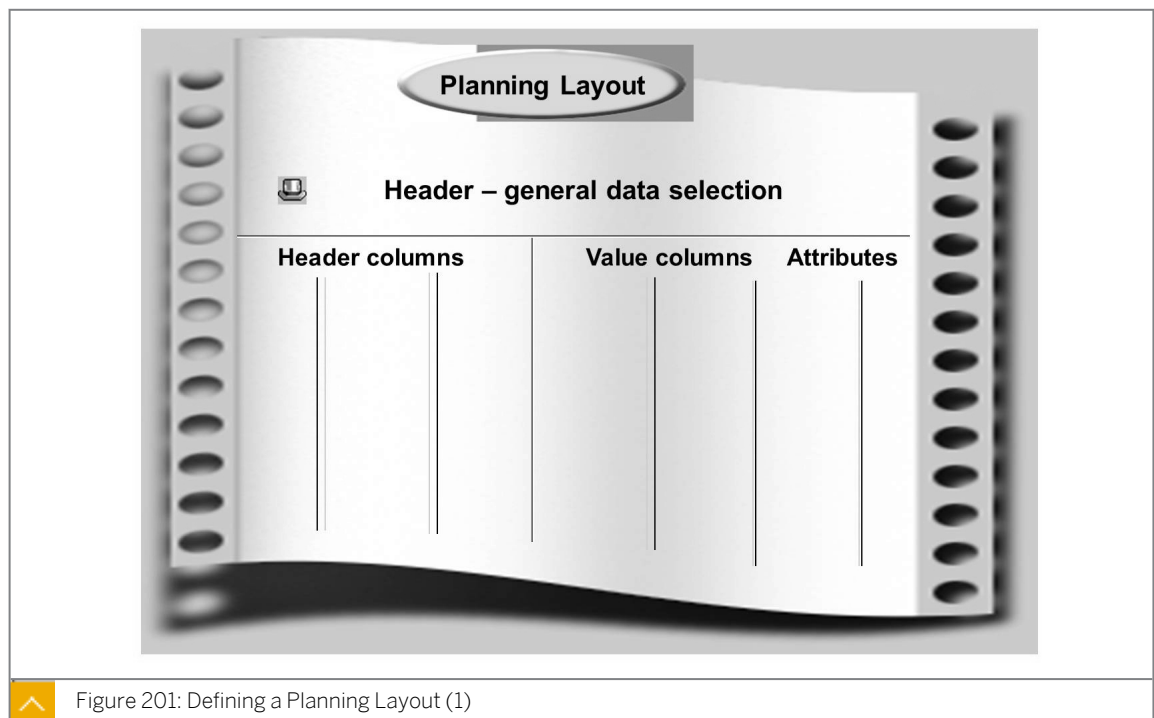 Planning Layout
Header – general data selection
Header columns Value columns Attributes
Figure 201: Defining a Planning Layout (1)